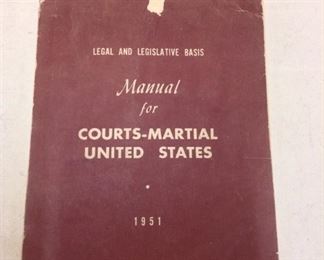 LEGAL AND LEGISLATIVE BASIS
Manual
for
COURTS-MARTIAL
UNITED STATES
1951